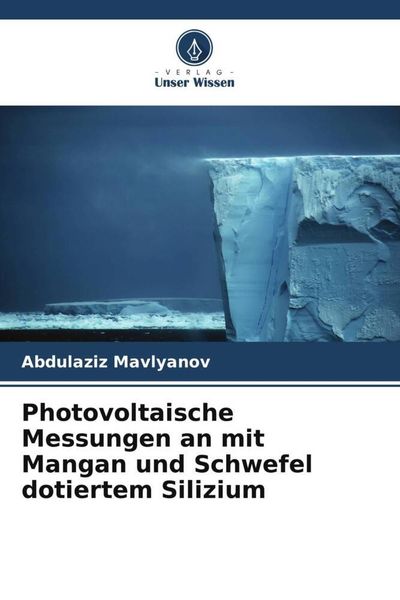 - VERLAG -
Unser Wissen
Abdulaziz Mavlyanov
Photovoltaische
Messungen an mit
Mangan und Schwefel
dotiertem Silizium